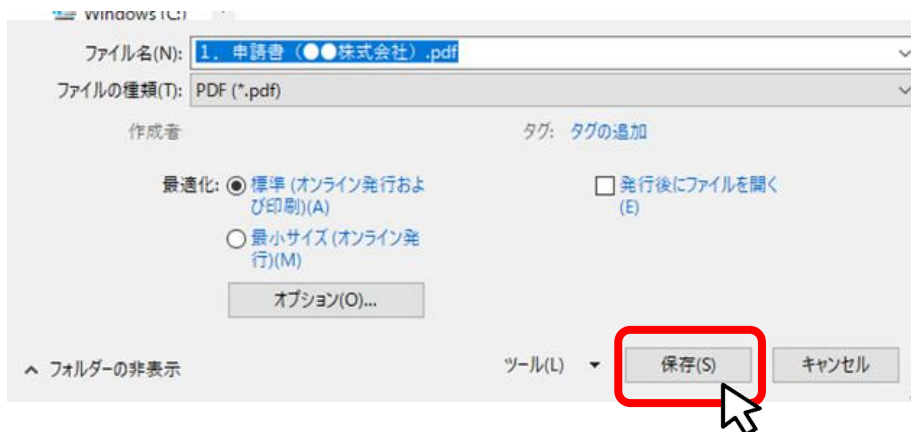 Windows (C:)
ファイル名(N): 1．申請書（●●株式会社）.pdf
ファイルの種類(T): PDF (*.pdf)
作成者
タグ: タグの追加
最適化: 標準 (オンライン発行およ
び印刷)(A)
最小サイズ (オンライン発
行)(M)
発行後にファイルを開く
(E)
オプション(O)...
フォルダーの非表示
ツール(L)
保存(S)
キャンセル